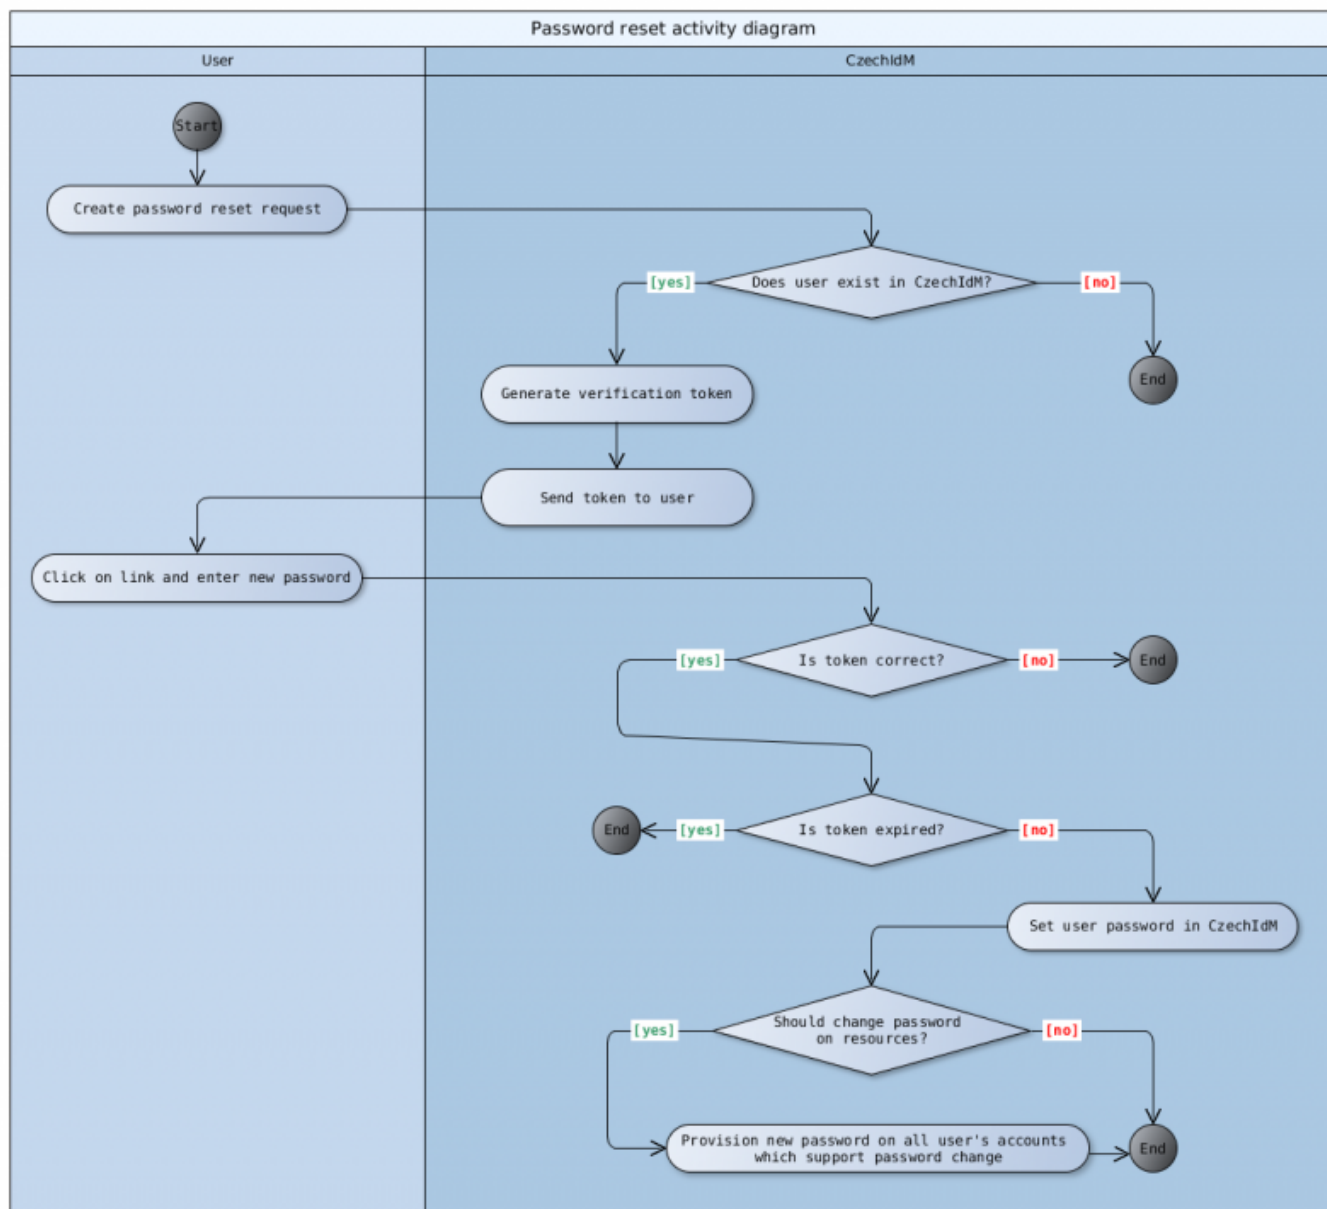 Password reset activity diagram
User
CzechIdM
Start
Create password reset request
Does user exist in CzechIdM?
[yes]
[no]
End
Generate verification token
Send token to user
Click on link and enter new password
Is token correct?
[yes]
[no]
End
Is token expired?
[yes]
[no]
End
Set user password in CzechIdM
Should change password
on resources?
[yes]
[no]
Provision new password on all user's accounts
which support password change
End